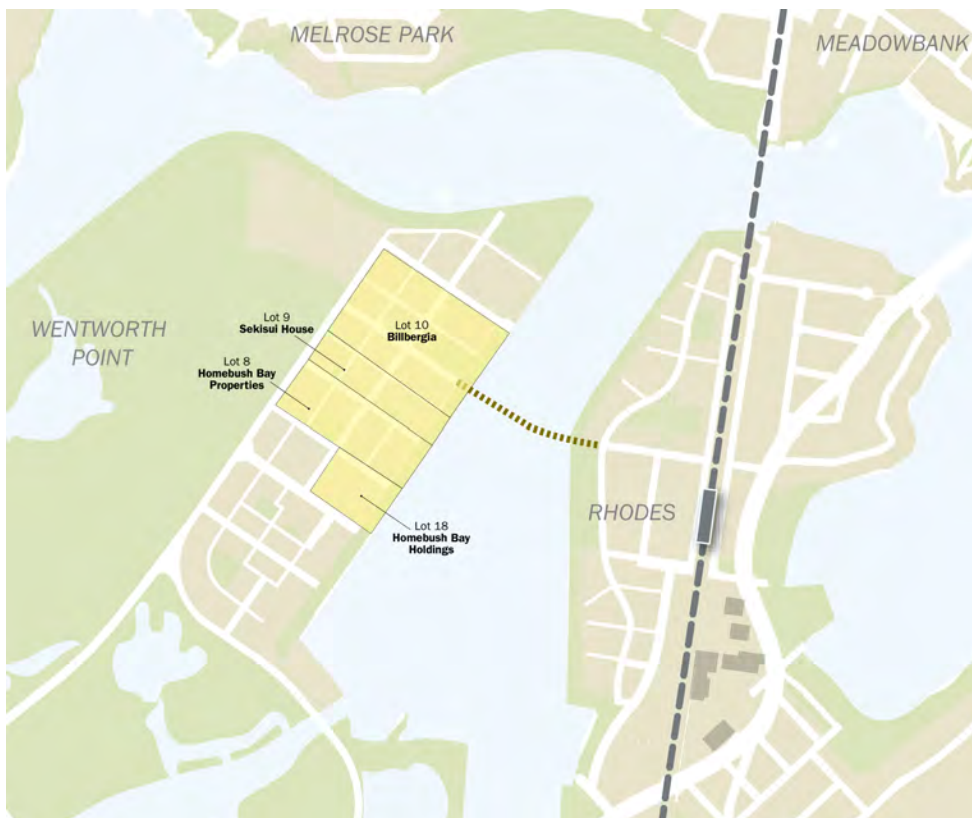 MELROSE PARK
MEADOWBANK
WENTWORTH
POINT
Lot 9
Sekisui House
Lot 10
Billbergia
Lot 8
Homebush Bay
Properties
RHODES
Lot 18
Homebush Bay
Holdings